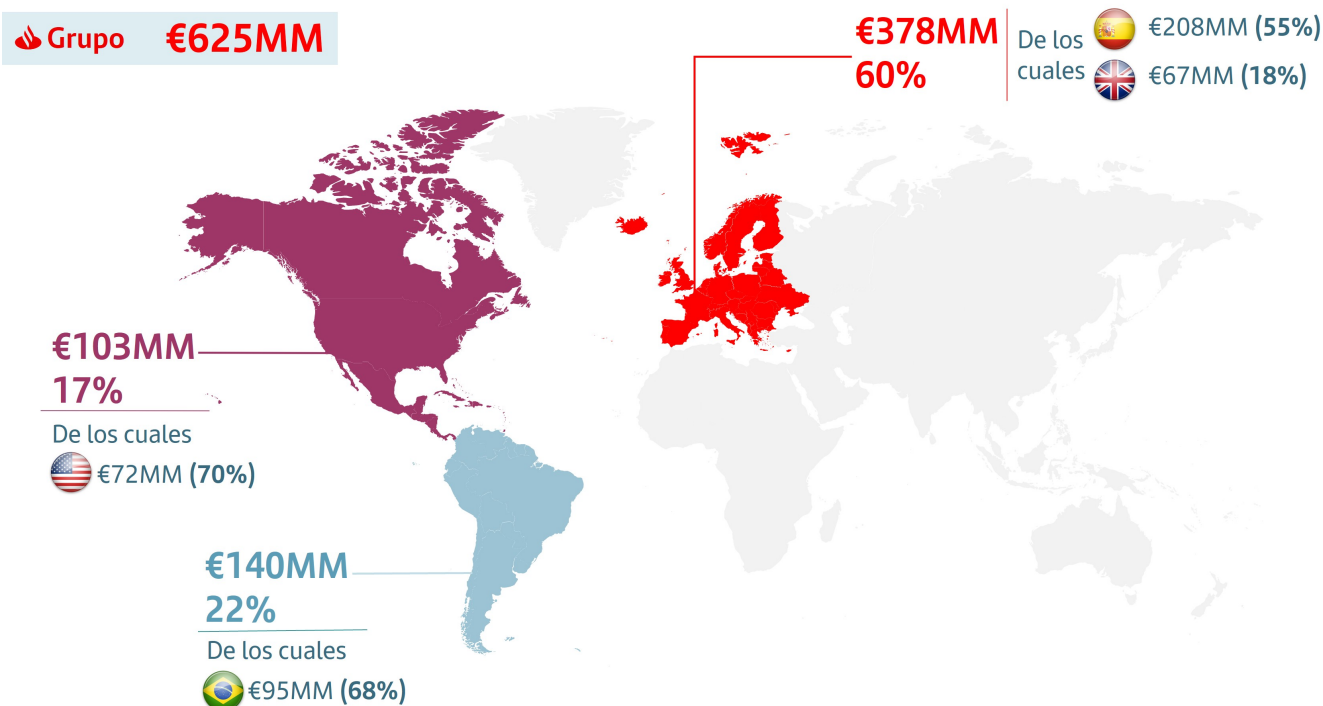 Grupo €625MM
€378MM
60%
De los cuales
€208MM (55%)
€67MM (18%)
€103MM
17%
De los cuales
€72MM (70%)
€140MM
22%
De los cuales
€95MM (68%)